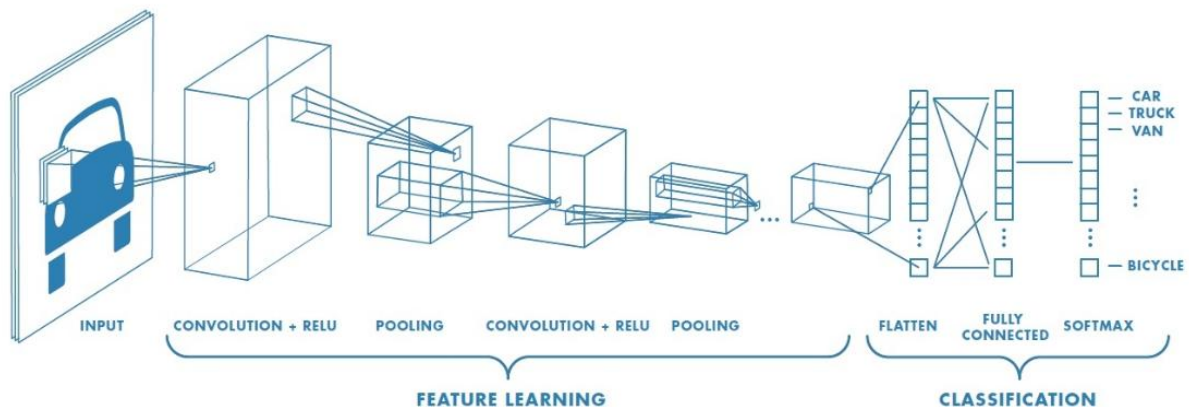 CAR
TRUCK
VAN
BICYCLE
INPUT
CONVOLUTION + RELU
POOLING
CONVOLUTION + RELU
POOLING
FLATTEN
FULLY
CONNECTED
SOFTMAX
FEATURE LEARNING
CLASSIFICATION